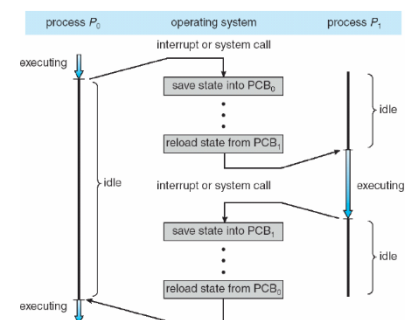 process P0 operating system process P1
interrupt or system call
executing
save state into PCB0
idle
reload state from PCB1
idle
interrupt or system call
executing
save state into PCB1
idle
reload state from PCB0
executing